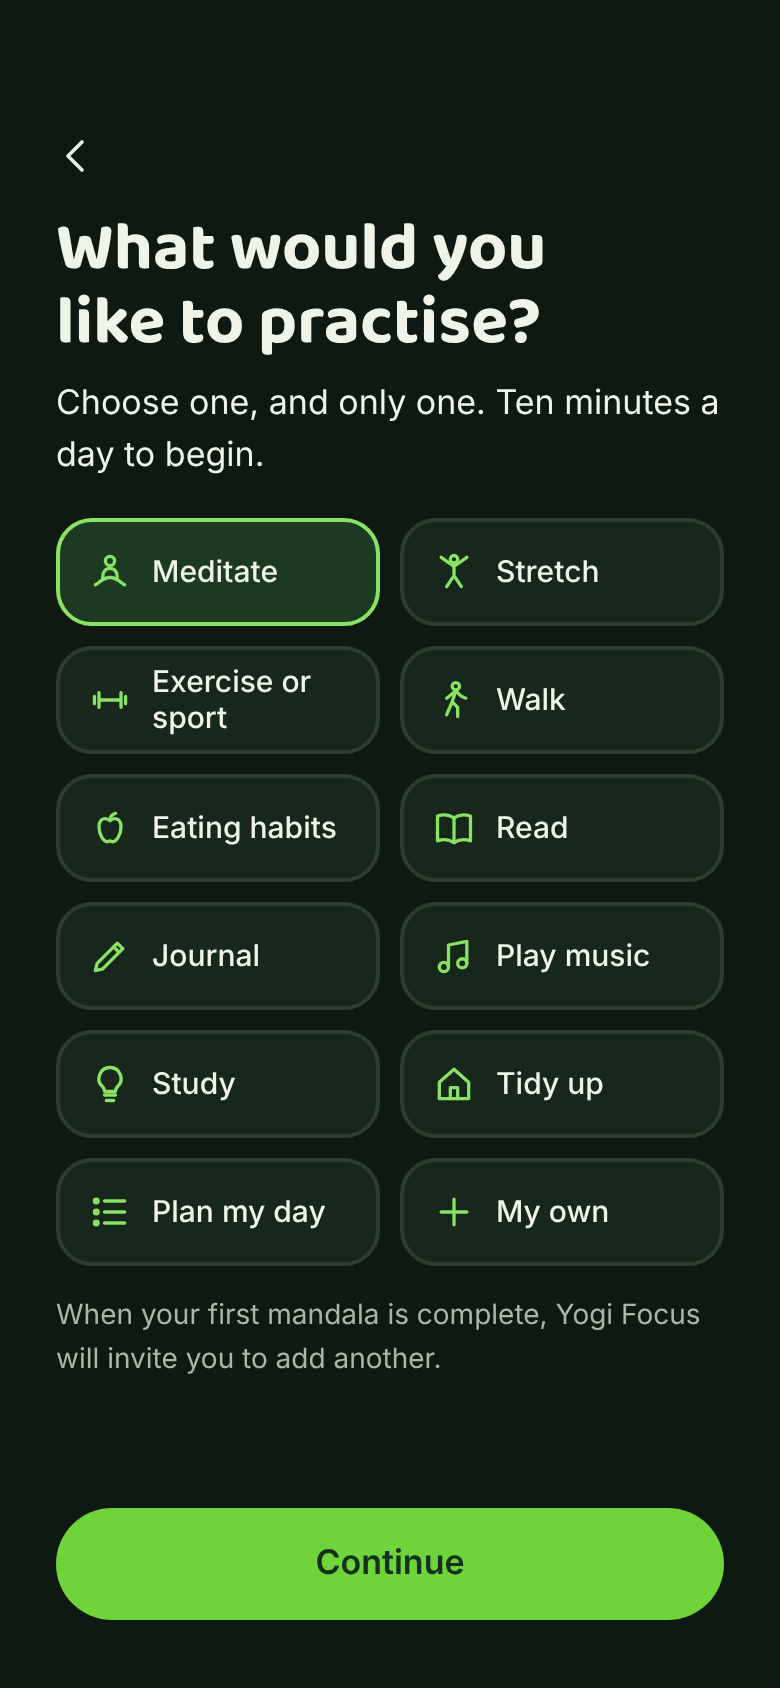 What would you
like to practise?
Choose one, and only one. Ten minutes a
day to begin.
Meditate
Stretch
Exercise or
sport
Walk
Eating habits
Read
Journal
Play music
Study
Tidy up
Plan my day
My own
When your first mandala is complete, Yogi Focus
will invite you to add another.
Continue